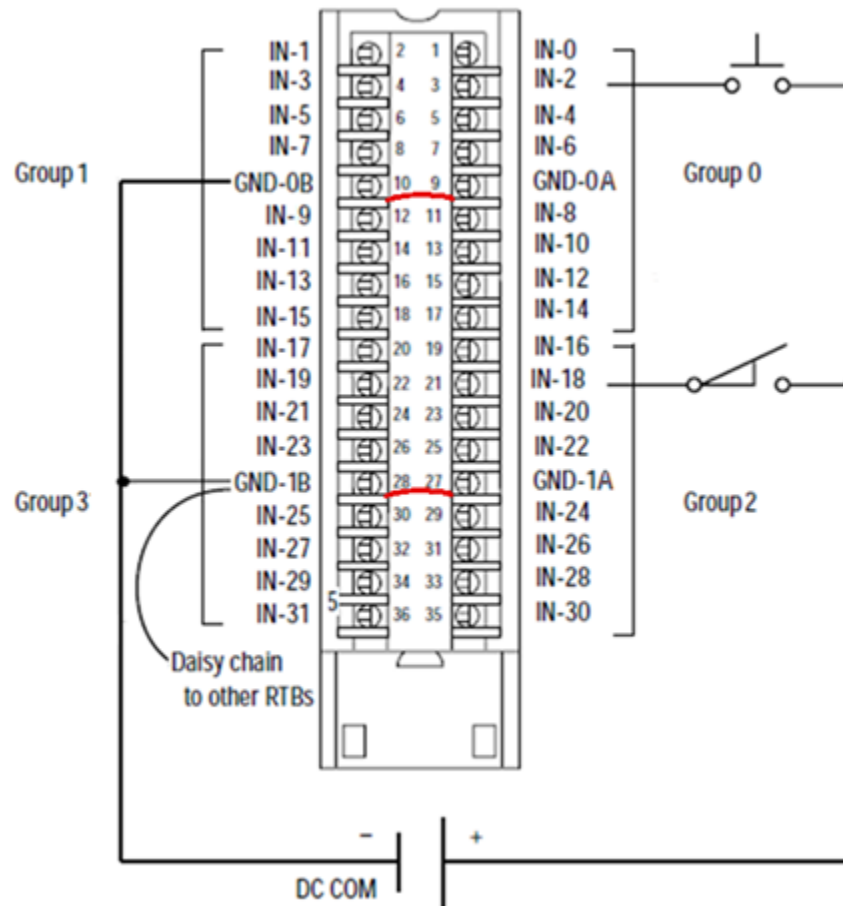 IN-1 2 1 IN-0
IN-3 4 3 IN-2
IN-5 6 5 IN-4
IN-7 8 7 IN-6
Group 1 GND-0B 10 9 GND-0A Group 0
IN-9 12 11 IN-8
IN-11 14 13 IN-10
IN-13 16 15 IN-12
IN-15 18 17 IN-14
IN-17 20 19 IN-16
IN-19 22 21 IN-18
IN-21 24 23 IN-20
IN-23 26 25 IN-22
Group 3 GND-1B 28 27 GND-1A Group 2
IN-25 30 29 IN-24
IN-27 32 31 IN-26
IN-29 34 33 IN-28
5
IN-31 36 35 IN-30
Daisy chain
to other RTBs
− +
DC COM